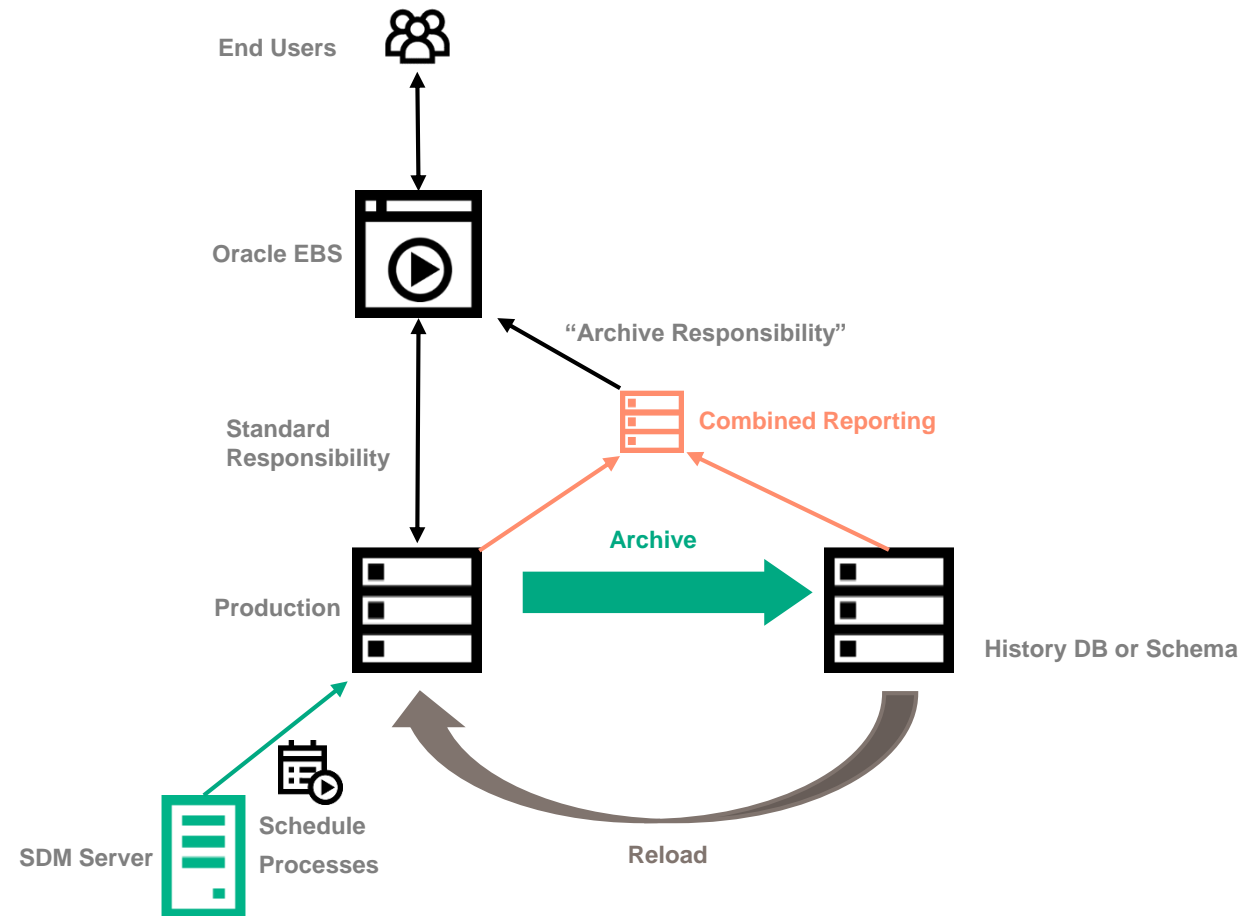 End Users
Oracle EBS
“Archive Responsibility”
Combined Reporting
Standard
Responsibility
Archive
Production
History DB or Schema
Schedule
Processes
SDM Server
Reload